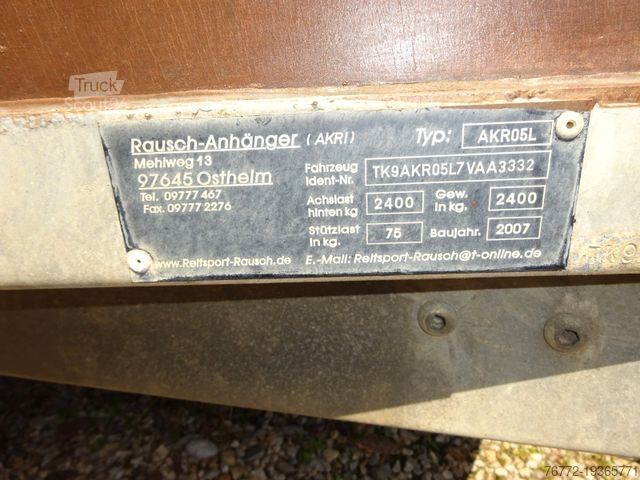 Truck
Scout24
Rausch-Anhänger (AKRI) Typ: AKR05L
Mehlweg 13
97645 Ostheim
Tel. 09777 467
Fax. 09777 2276
Fahrzeug
Ident-Nr. TK9AKR05L7VAA3332
Achslast
hinten kg 2400
Gew.
in kg. 2400
Stützlast
in kg. 75
Baujahr. 2007
www.Reitsport-Rausch.de E.-Mail: Reitsport-Rausch@t-online.de
TK9
76772-19365771